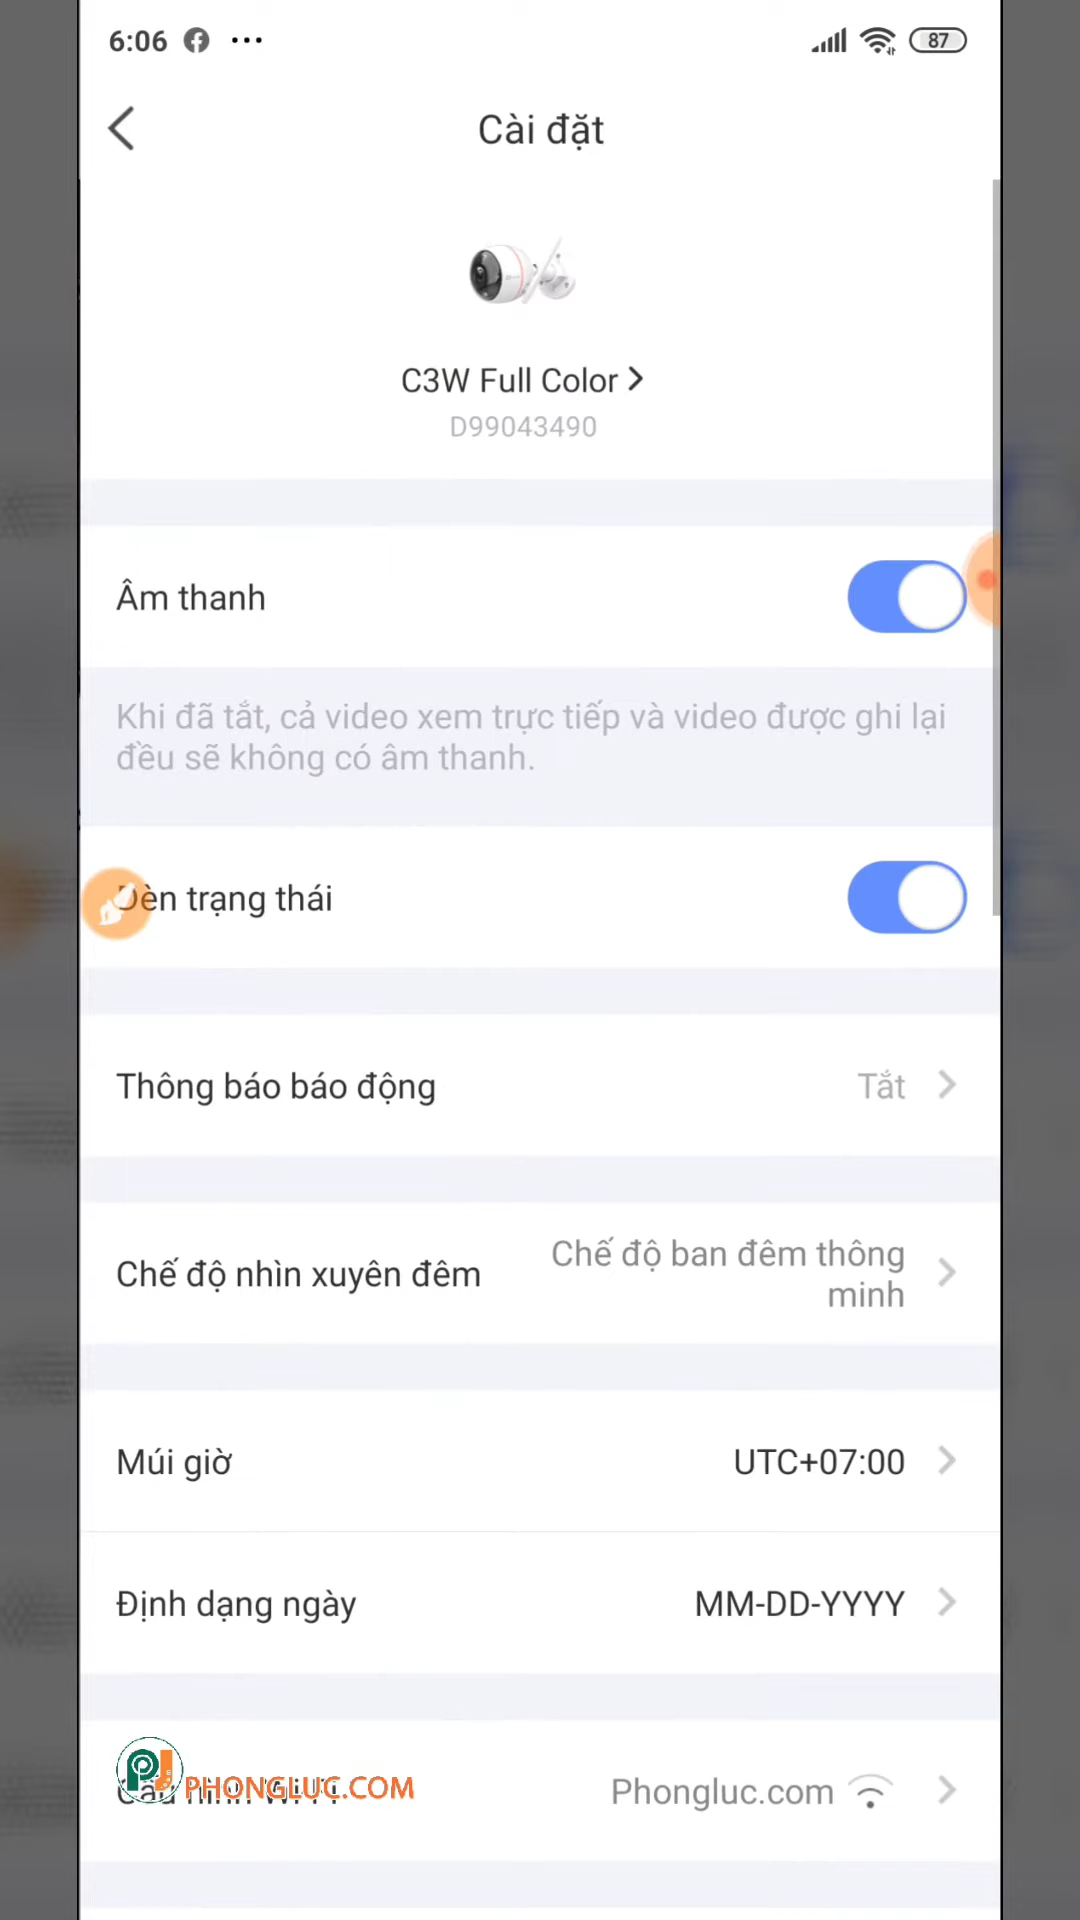 6:06
87
Cài đặt
C3W Full Color
D99043490
Âm thanh
Khi đã tắt, cả video xem trực tiếp và video được ghi lại
đều sẽ không có âm thanh.
Đèn trạng thái
Thông báo báo động
Tắt
Chế độ nhìn xuyên đêm
Chế độ ban đêm thông
minh
Múi giờ
UTC+07:00
Định dạng ngày
MM-DD-YYYY
PHONGLUC.COM
Phongluc.com